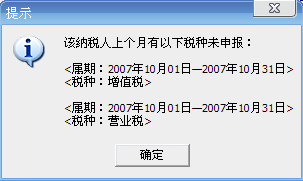 提示
该纳税人上个月有以下税种未申报：
<属期：2007年10月01日—2007年10月31日>
<税种：增值税>
<属期：2007年10月01日—2007年10月31日>
<税种：营业税>
确定